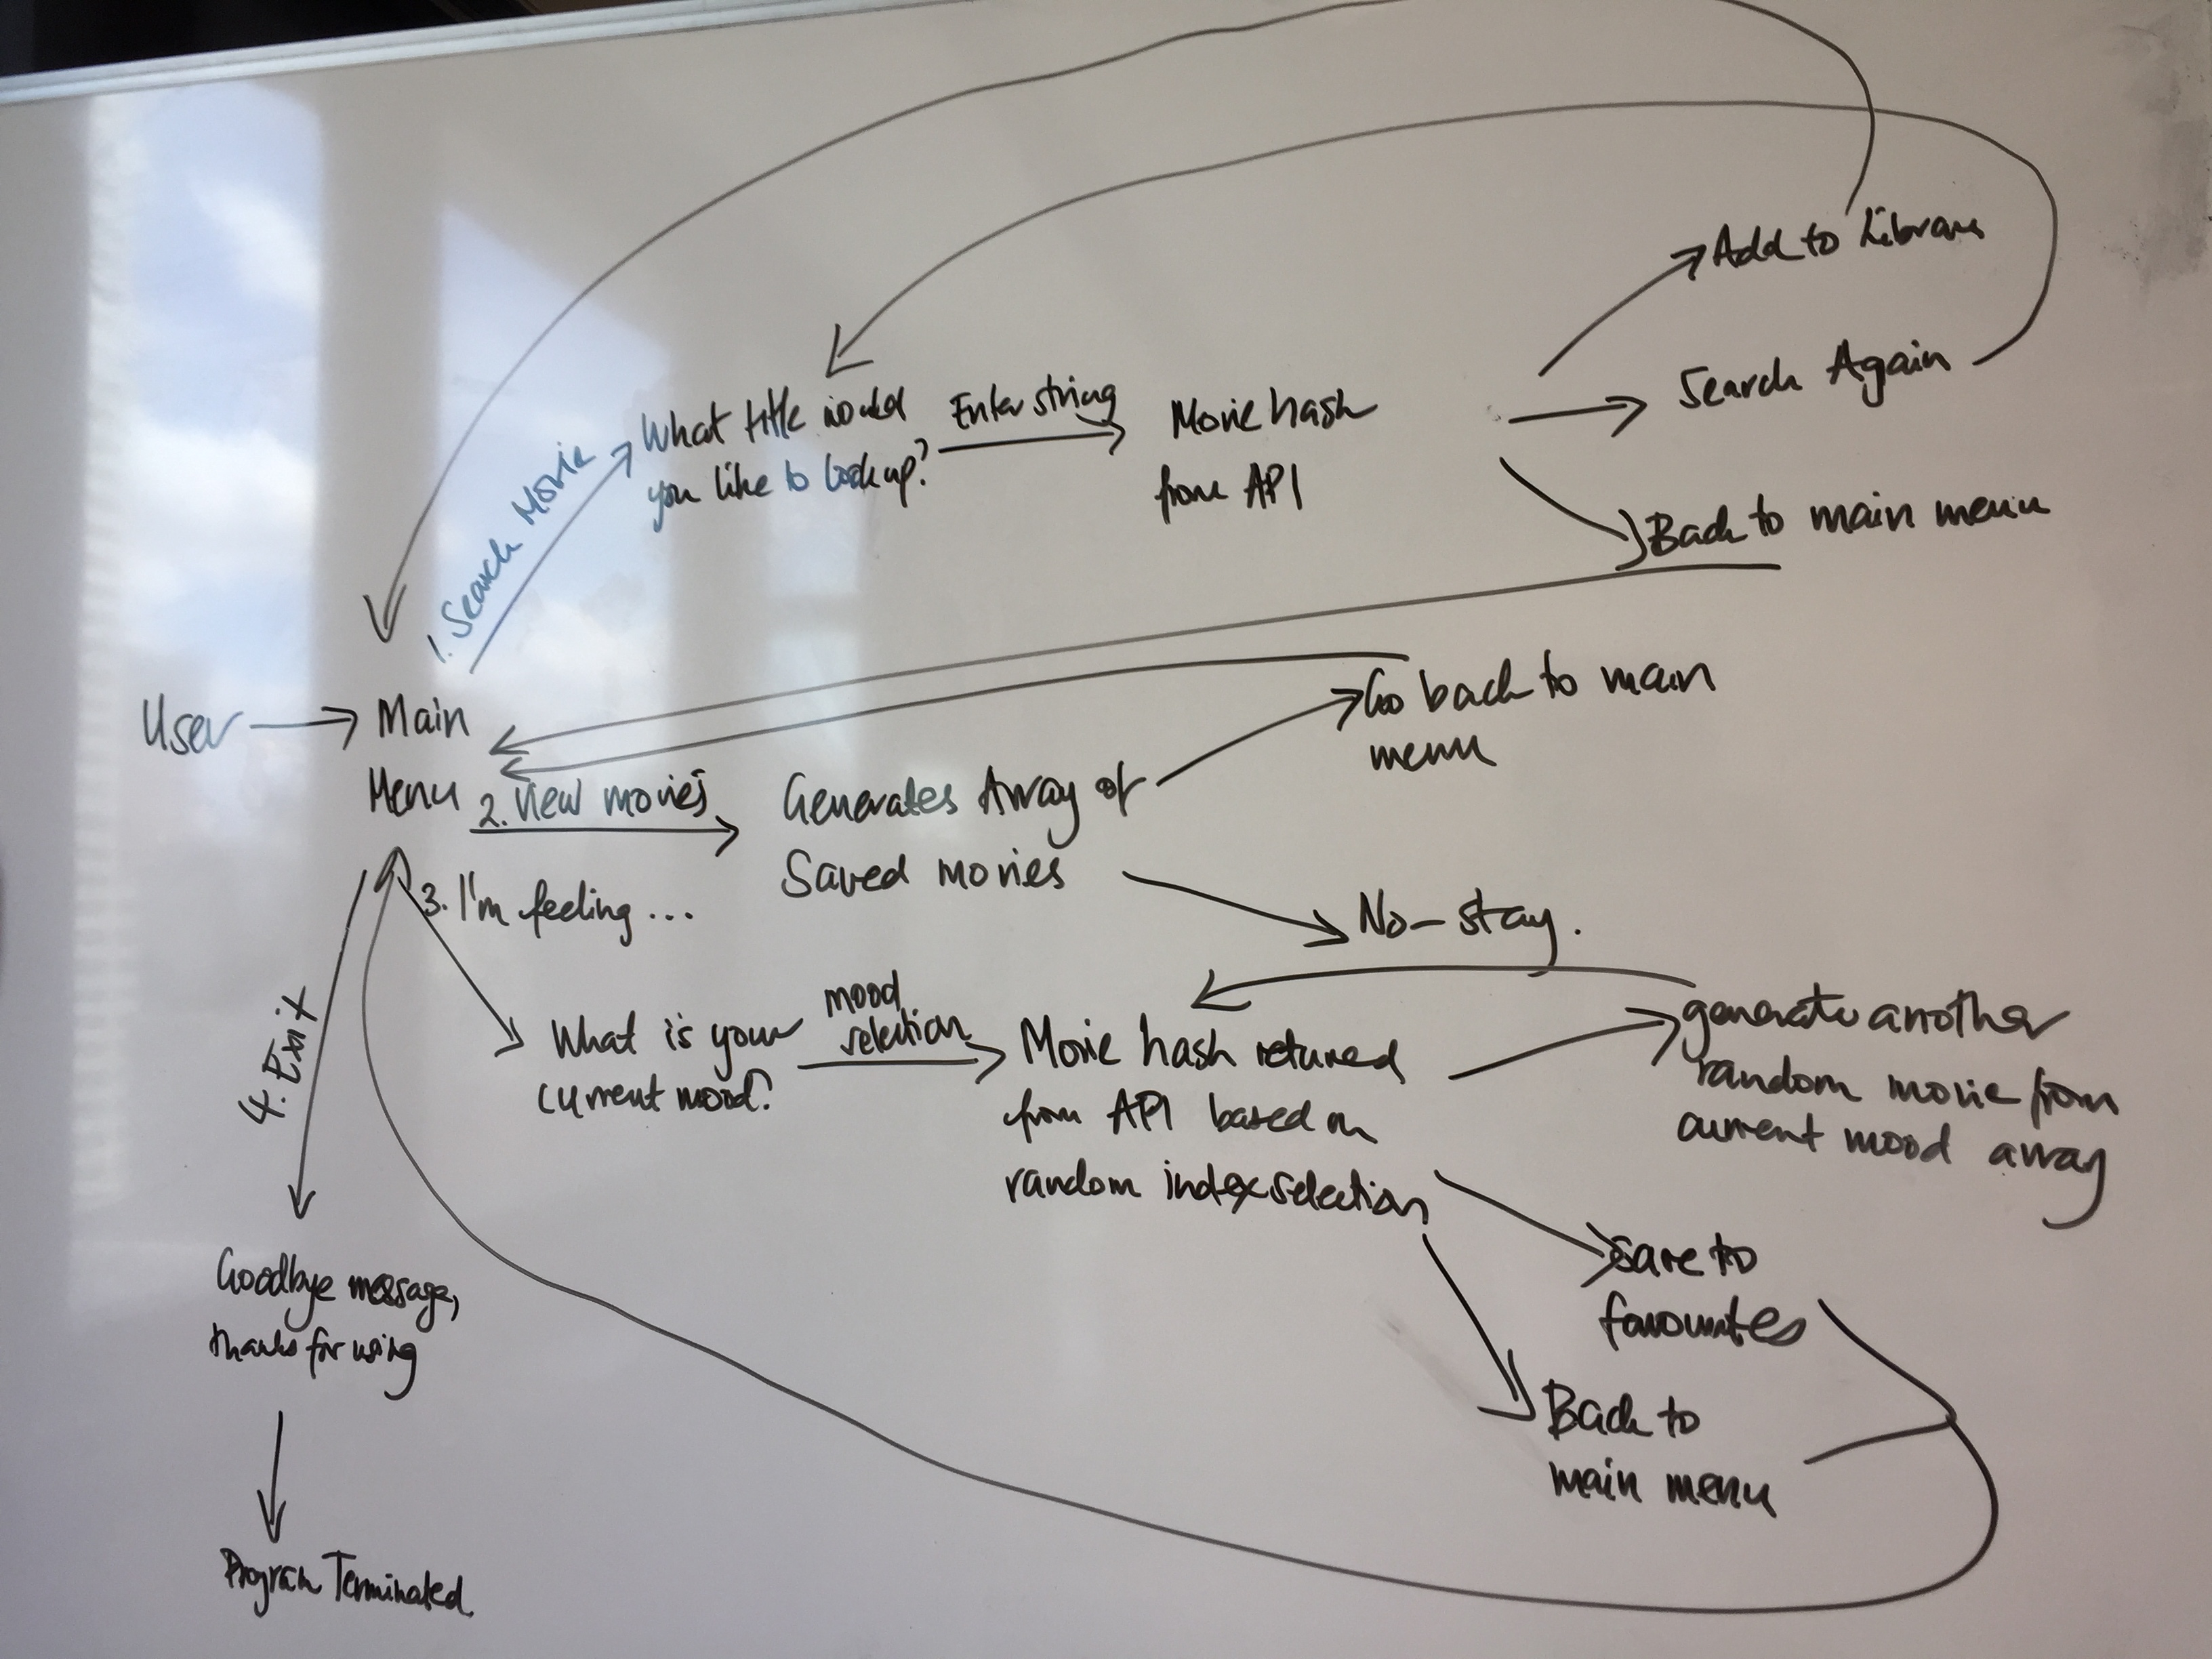 Add to Library
Search Again
What title would
you like to lookup?
Enter string
Movie hash
from API
Back to main menu
1. Search Movie
User
Main
Menu
2. View movies
Generates Array of
Saved movies
Go back to main
menu
No - stay.
3. I'm feeling ...
What is your
current mood?
mood
selection
Movie hash returned
from API based on
random index selection
generate another
random movie from
current mood array
Save to
favourites
Back to
main menu
4. Exit
Goodbye message,
thanks for using
Program Terminated